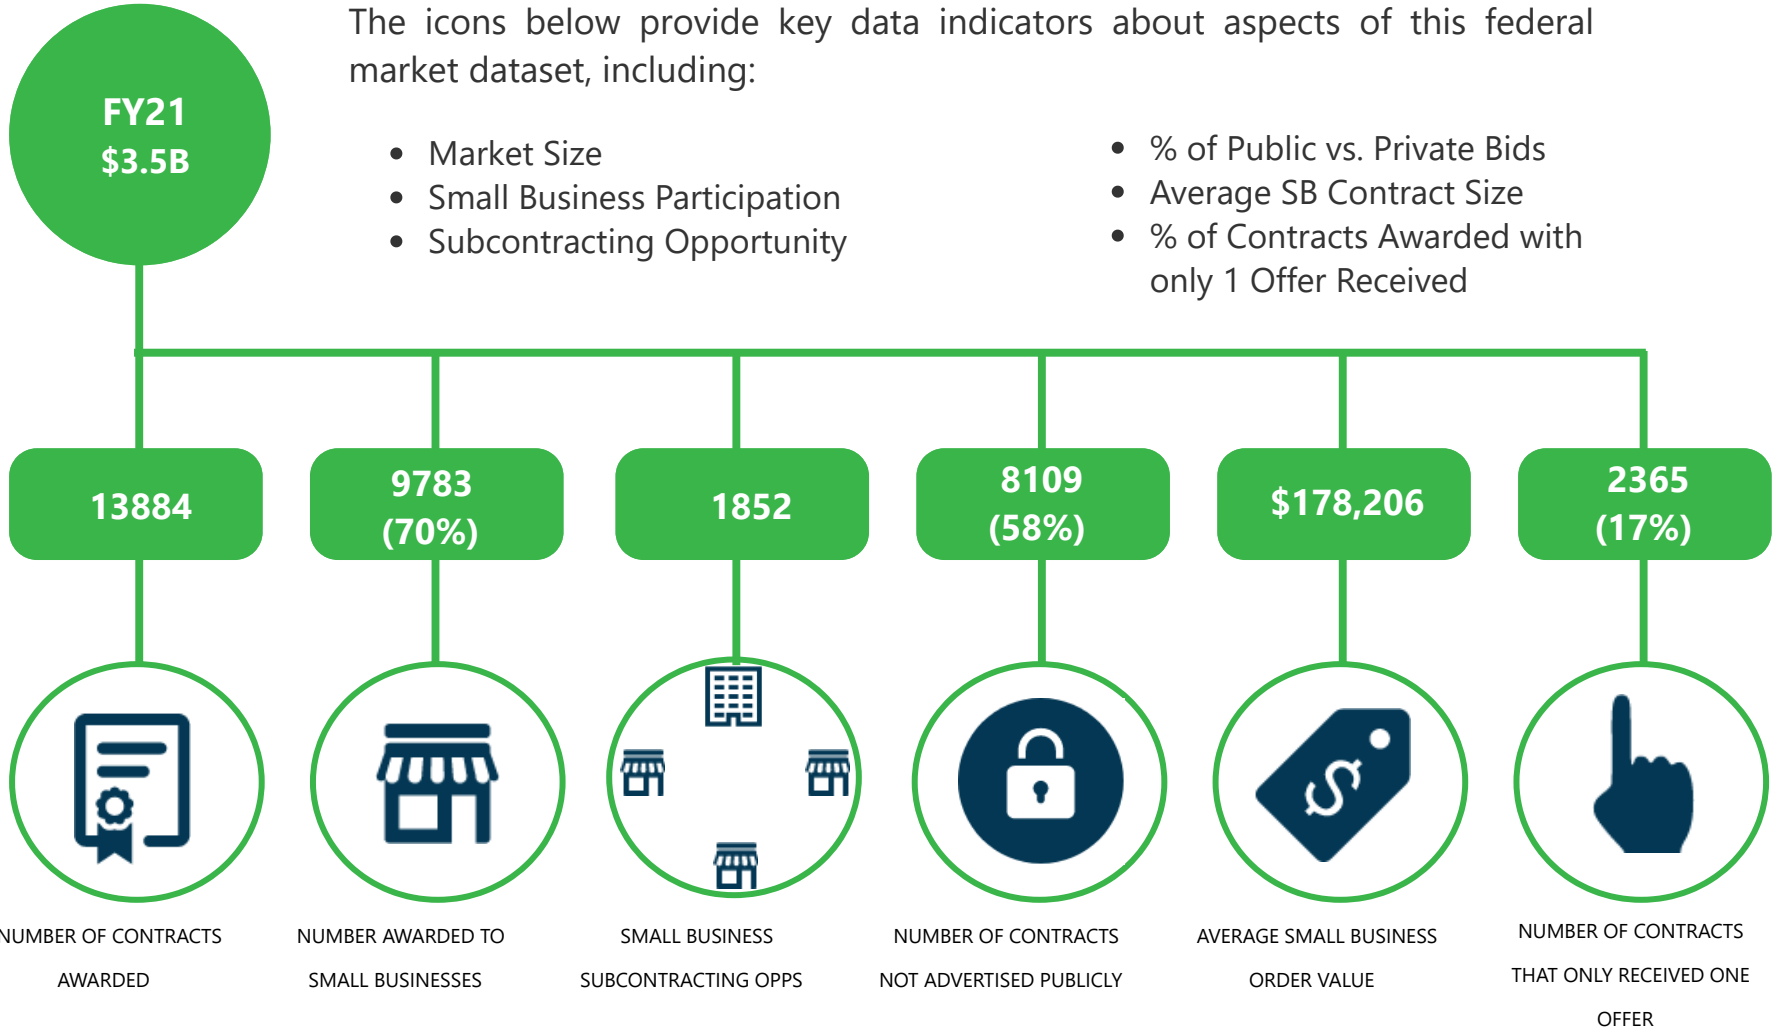 The icons below provide key data indicators about aspects of this federal
market dataset, including:
FY21
$3.5B
• Market Size
• Small Business Participation
• Subcontracting Opportunity
• % of Public vs. Private Bids
• Average SB Contract Size
• % of Contracts Awarded with
only 1 Offer Received
13884
9783
(70%)
1852
8109
(58%)
$178,206
2365
(17%)
$
NUMBER OF CONTRACTS
AWARDED
NUMBER AWARDED TO
SMALL BUSINESSES
SMALL BUSINESS
SUBCONTRACTING OPPS
NUMBER OF CONTRACTS
NOT ADVERTISED PUBLICLY
AVERAGE SMALL BUSINESS
ORDER VALUE
NUMBER OF CONTRACTS
THAT ONLY RECEIVED ONE
OFFER